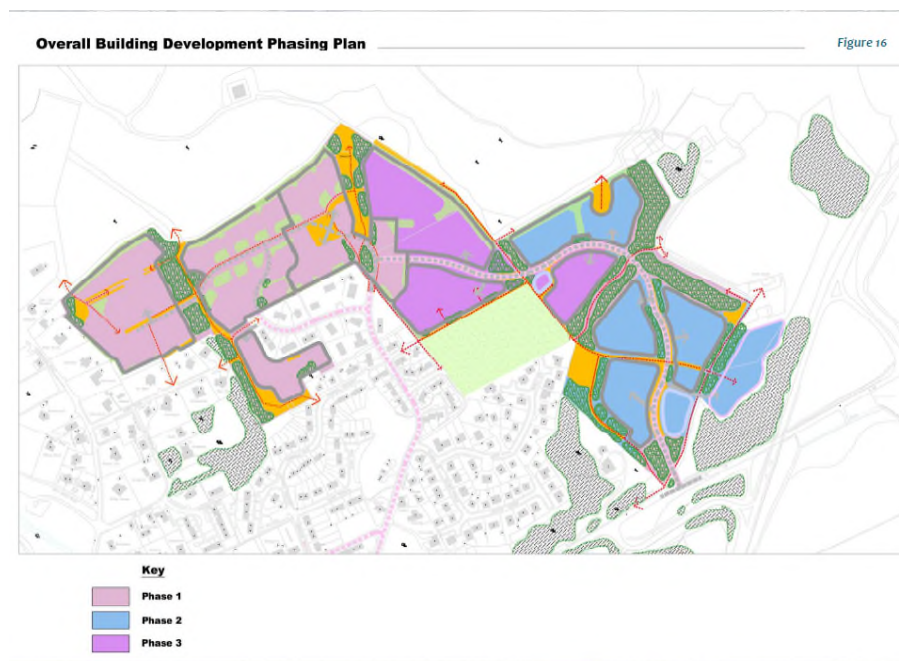 Overall Building Development Phasing Plan
Figure 16
Key
Phase 1
Phase 2
Phase 3